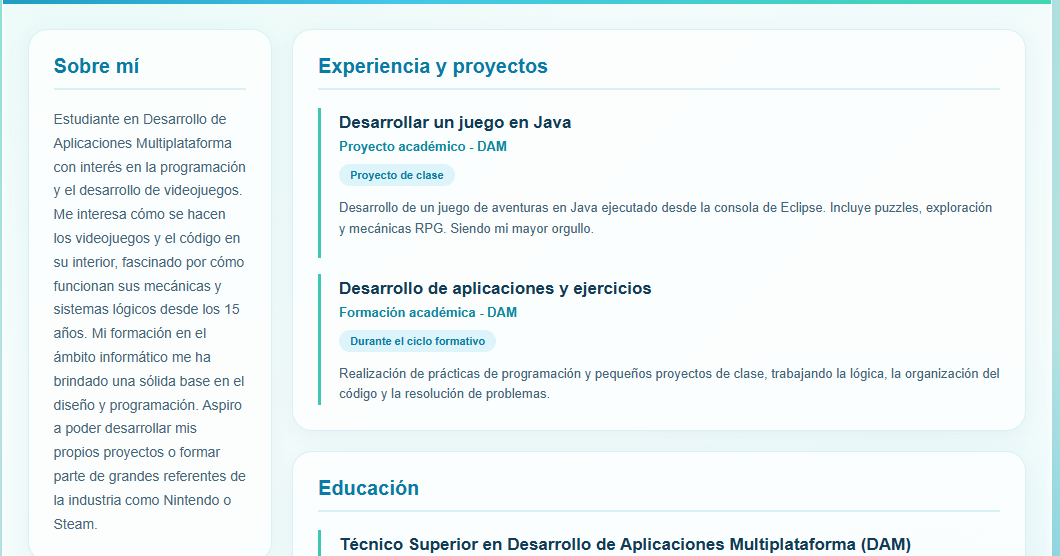 Sobre mí
Estudiante en Desarrollo de
Aplicaciones Multiplataforma
con interés en la programación
y el desarrollo de videojuegos.
Me interesa cómo se hacen
los videojuegos y el código en
su interior, fascinado por cómo
funcionan sus mecánicas y
sistemas lógicos desde los 15
años. Mi formación en el
ámbito informático me ha
brindado una sólida base en el
diseño y programación. Aspiro
a poder desarrollar mis
propios proyectos o formar
parte de grandes referentes de
la industria como Nintendo o
Steam.
Experiencia y proyectos
Desarrollar un juego en Java
Proyecto académico - DAM
Proyecto de clase
Desarrollo de un juego de aventuras en Java ejecutado desde la consola de Eclipse. Incluye puzzles, exploración
y mecánicas RPG. Siendo mi mayor orgullo.
Desarrollo de aplicaciones y ejercicios
Formación académica - DAM
Durante el ciclo formativo
Realización de prácticas de programación y pequeños proyectos de clase, trabajando la lógica, la organización del
código y la resolución de problemas.
Educación
Técnico Superior en Desarrollo de Aplicaciones Multiplataforma (DAM)